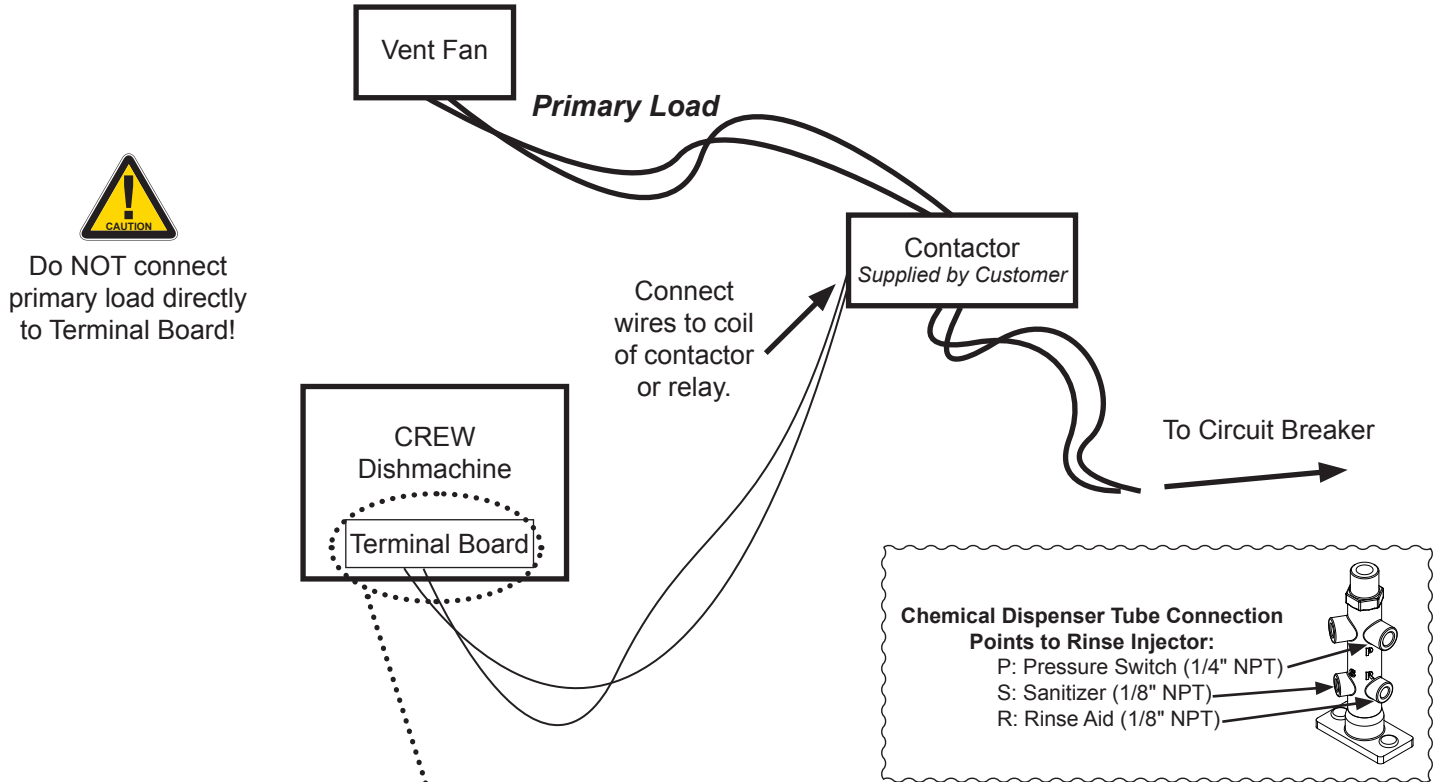 Vent Fan
Primary Load
CAUTION
Do NOT connect
primary load directly
to Terminal Board!
Contactor
Supplied by Customer
Connect
wires to coil
of contactor
or relay.
CREW
Dishmachine
Terminal Board
To Circuit Breaker
Chemical Dispenser Tube Connection
Points to Rinse Injector:
P: Pressure Switch (1/4" NPT)
S: Sanitizer (1/8" NPT)
R: Rinse Aid (1/8" NPT)
P
S R